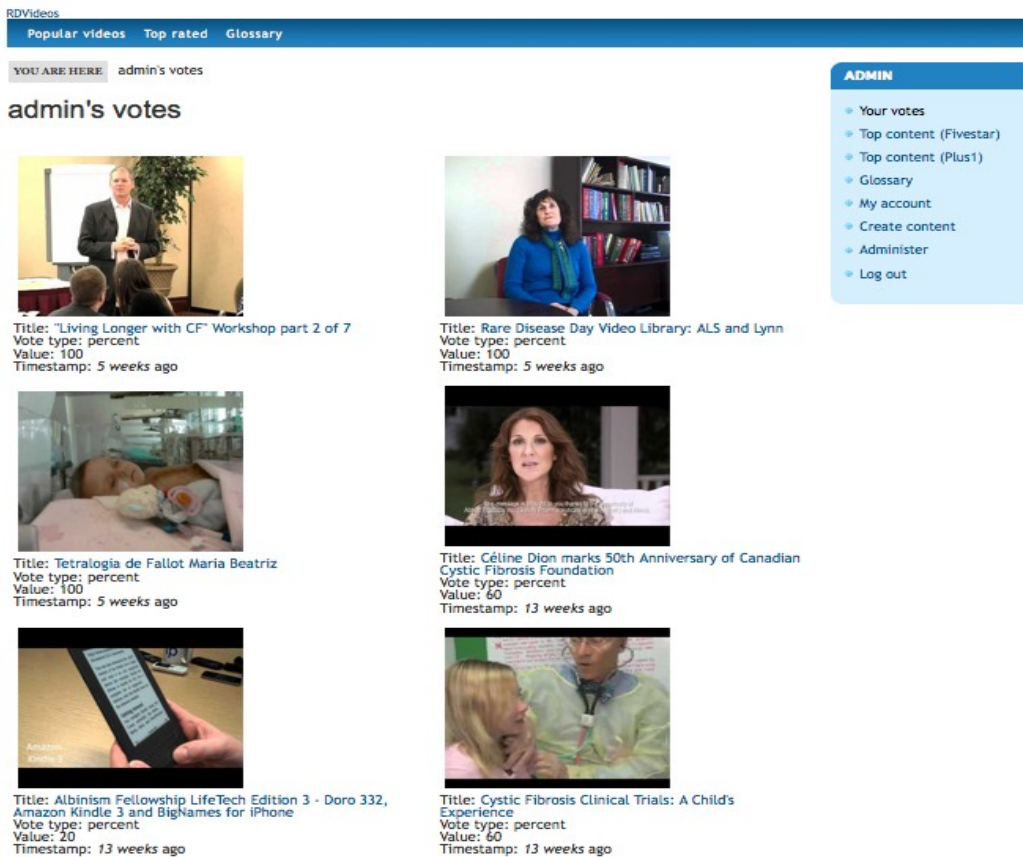 RDVideos
Popular videos Top rated Glossary
YOU ARE HERE admin's votes
admin's votes
Title: "Living Longer with CF" Workshop part 2 of 7
Vote type: percent
Value: 100
Timestamp: 5 weeks ago
Title: Rare Disease Day Video Library: ALS and Lynn
Vote type: percent
Value: 100
Timestamp: 5 weeks ago
Title: Tetralogia de Fallot Maria Beatriz
Vote type: percent
Value: 100
Timestamp: 5 weeks ago
Title: Céline Dion marks 50th Anniversary of Canadian
Cystic Fibrosis Foundation
Vote type: percent
Value: 60
Timestamp: 13 weeks ago
Amazon
Kindle 3
Title: Albinism Fellowship LifeTech Edition 3 - Doro 332,
Amazon Kindle 3 and BigNames for iPhone
Vote type: percent
Value: 20
Timestamp: 13 weeks ago
Title: Cystic Fibrosis Clinical Trials: A Child's
Experience
Vote type: percent
Value: 60
Timestamp: 13 weeks ago
ADMIN
Your votes
Top content (Fivestar)
Top content (Plus1)
Glossary
My account
Create content
Administer
Log out